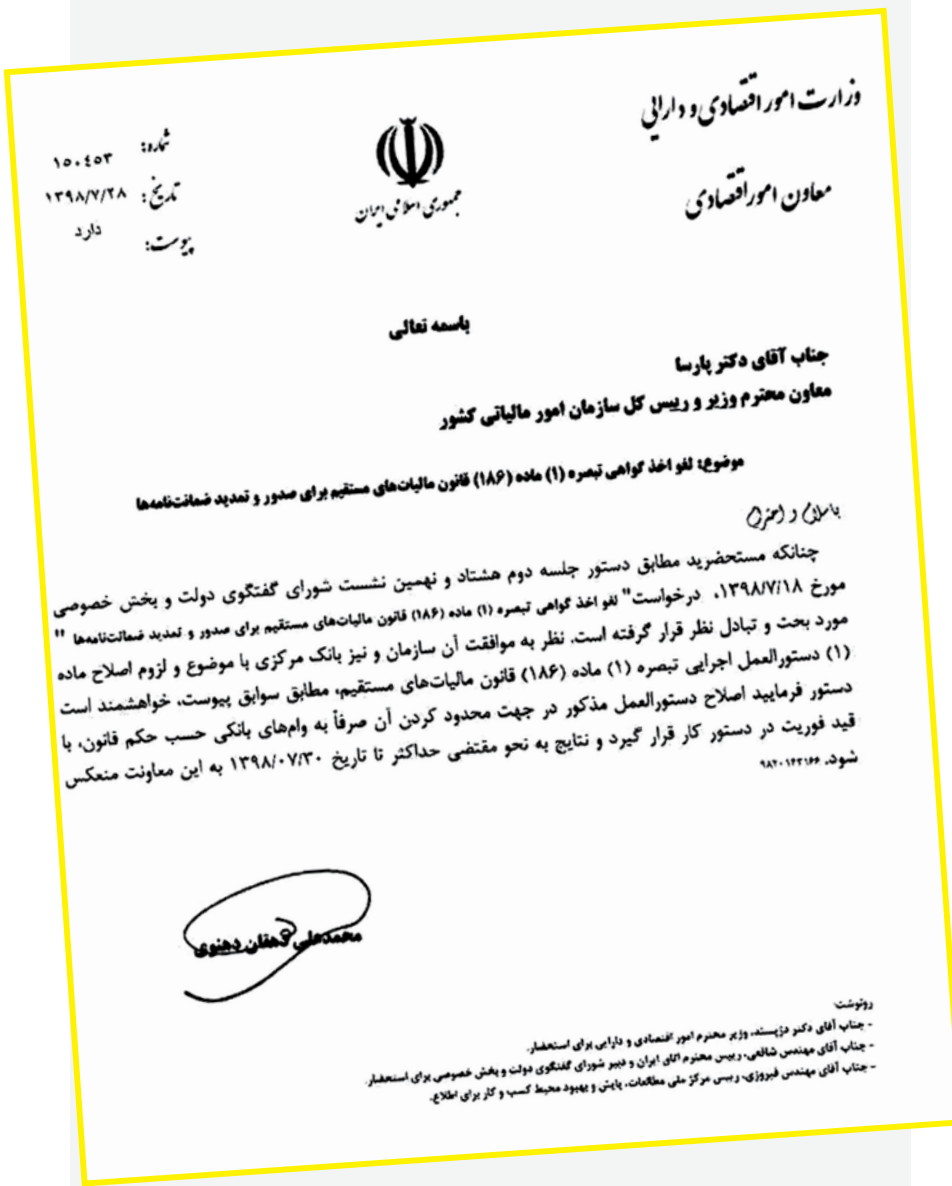 وزارت امور اقتصادی و دارایی
معاون امور اقتصادی
جمهوری اسلامی ایران
شماره: ۱۵۰۴۵۳
تاریخ: ۱۳۹۸/۷/۲۸
پیوست: دارد
باسمه تعالی
جناب آقای دکتر پارسا
معاون محترم وزیر و رییس کل سازمان امور مالیاتی کشور
موضوع: لغو اخذ گواهی تبصره (۱) ماده (۱۸۶) قانون مالیات‌های مستقیم برای صدور و تمدید ضمانت‌نامه‌ها
با سلام و احترام
چنانکه مستحضرید مطابق دستور جلسه دوم هشتاد و نهمین نشست شورای گفتگوی دولت و بخش خصوصی
مورخ ۱۳۹۸/۷/۱۸، درخواست" لغو اخذ گواهی تبصره (۱) ماده (۱۸۶) قانون مالیات‌های مستقیم برای صدور و تمدید ضمانت‌نامه‌ها "
مورد بحث و تبادل نظر قرار گرفته است. نظر به موافقت آن سازمان و نیز بانک مرکزی با موضوع و لزوم اصلاح ماده
(۱) دستورالعمل اجرایی تبصره (۱) ماده (۱۸۶) قانون مالیات‌های مستقیم، مطابق سوابق پیوست، خواهشمند است
دستور فرمایید اصلاح دستورالعمل مذکور در جهت محدود کردن آن صرفاً به وام‌های بانکی حسب حکم قانون، با
قید فوریت در دستور کار قرار گیرد و نتایج به نحو مقتضی حداکثر تا تاریخ ۱۳۹۸/۰۷/۳۰ به این معاونت منعکس
شود. ۹۸۲۰۱۶۳۱۶۶
محمدعلی دهقان دهنوی
رونوشت:
- جناب آقای دکتر دژپسند، وزیر محترم امور اقتصادی و دارایی برای استحضار.
- جناب آقای مهندس شافعی، رییس محترم اتاق ایران و دبیر شورای گفتگوی دولت و بخش خصوصی برای استحضار.
- جناب آقای مهندس فیروزی، رییس مرکز ملی مطالعات، پایش و بهبود محیط کسب و کار برای اطلاع.